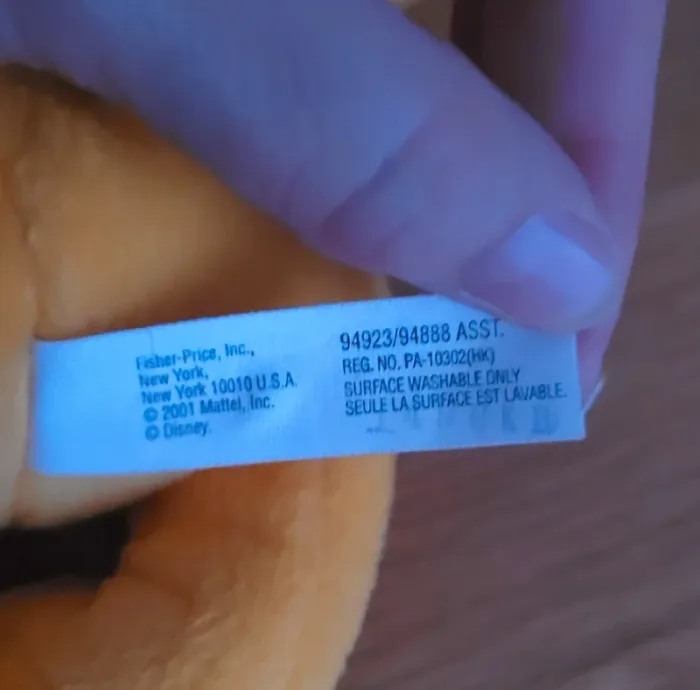 Fisher-Price, Inc.,
New York,
New York 10010 U.S.A.
© 2001 Mattel, Inc.
© Disney.
94923/94888 ASST.
REG. NO. PA-10302(HK)
SURFACE WASHABLE ONLY
SEULE LA SURFACE EST LAVABLE.